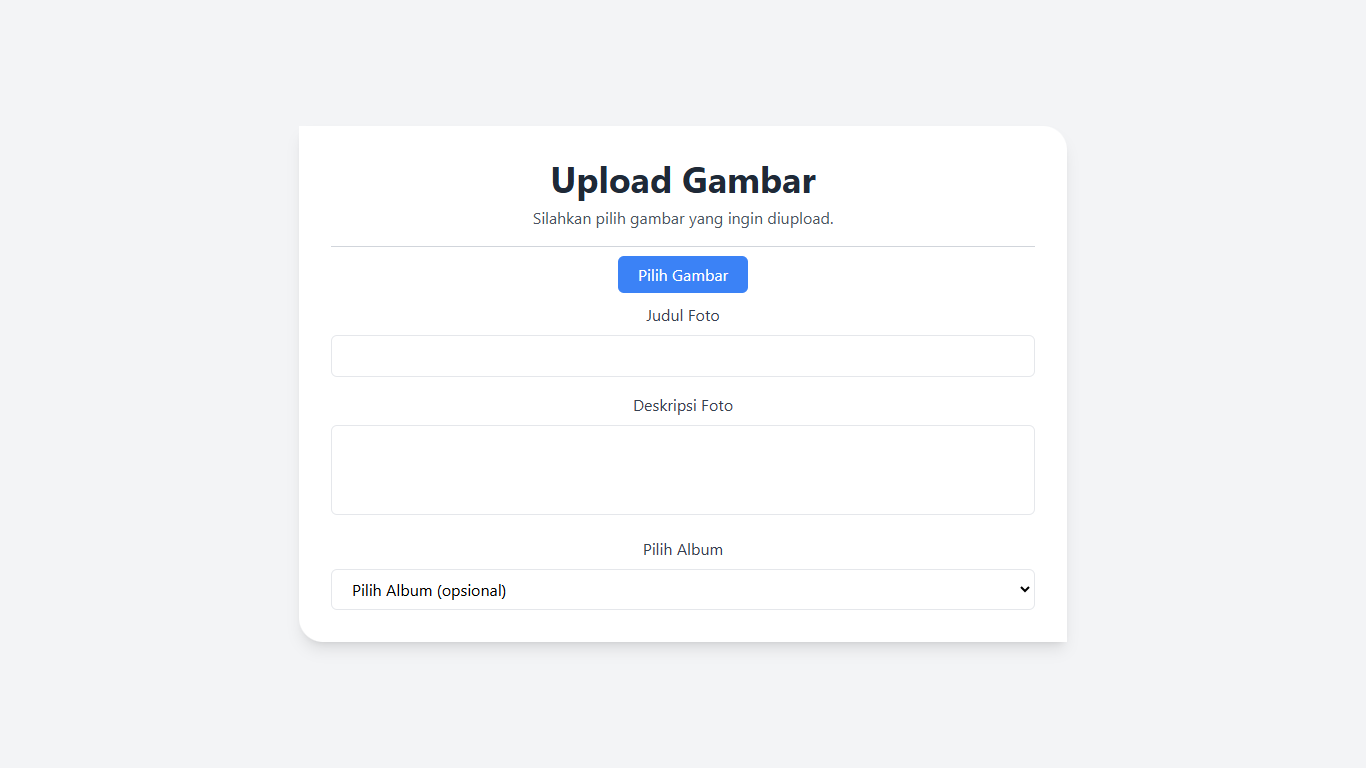 Upload Gambar
Silahkan pilih gambar yang ingin diupload.
Pilih Gambar
Judul Foto
Deskripsi Foto
Pilih Album
Pilih Album (opsional)